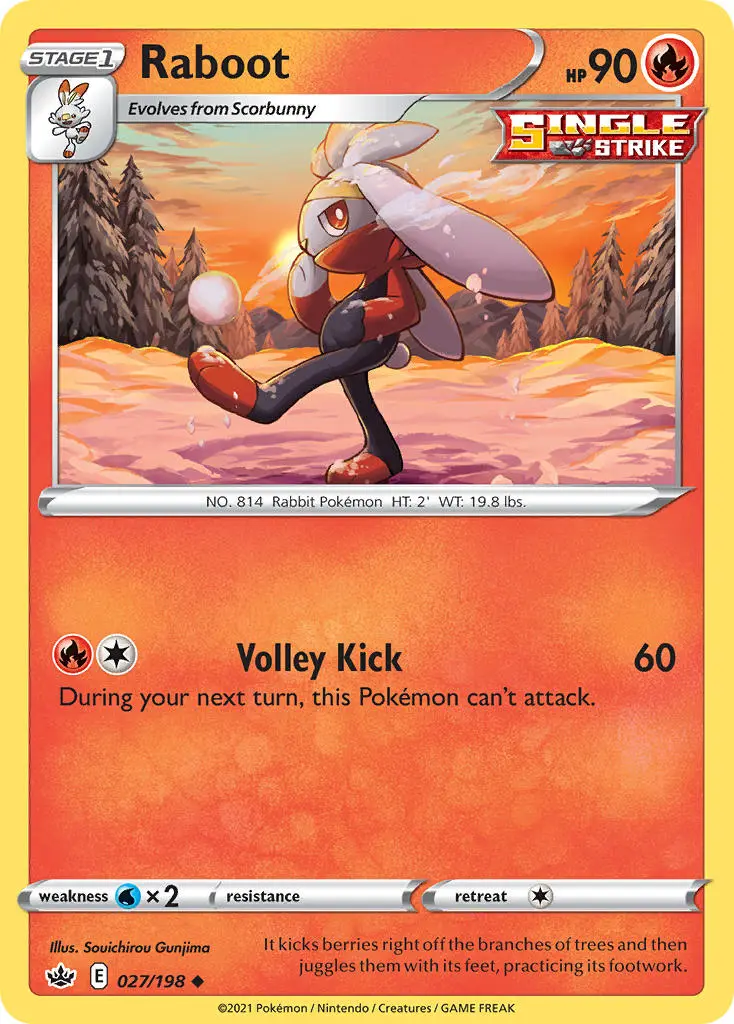 STAGE1
Raboot
HP90
Evolves from Scorbunny
SINGLE
STRIKE
NO. 814 Rabbit Pokémon HT: 2' WT: 19.8 lbs.
Volley Kick 60
During your next turn, this Pokémon can't attack.
weakness ×2 resistance retreat
Illus. Souichirou Gunjima
It kicks berries right off the branches of trees and then
juggles them with its feet, practicing its footwork.
E 027/198
©2021 Pokémon / Nintendo / Creatures / GAME FREAK